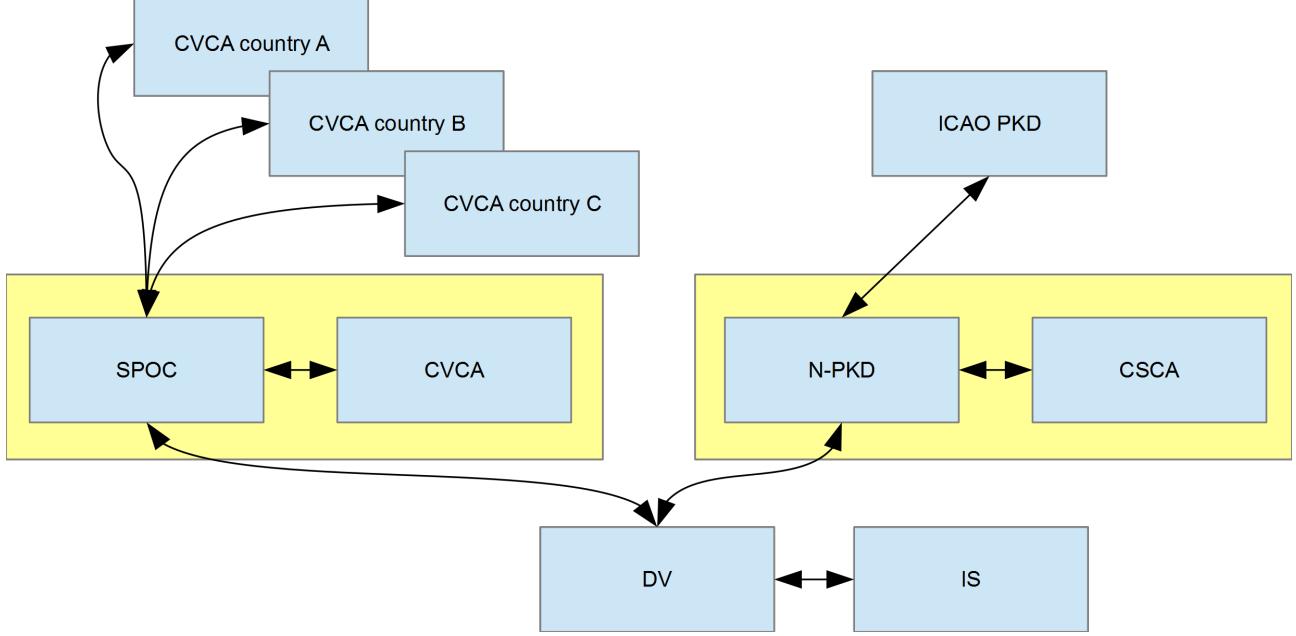 CVCA country A
CVCA country B
ICAO PKD
CVCA country C
SPOC
CVCA
N-PKD
CSCA
DV
IS